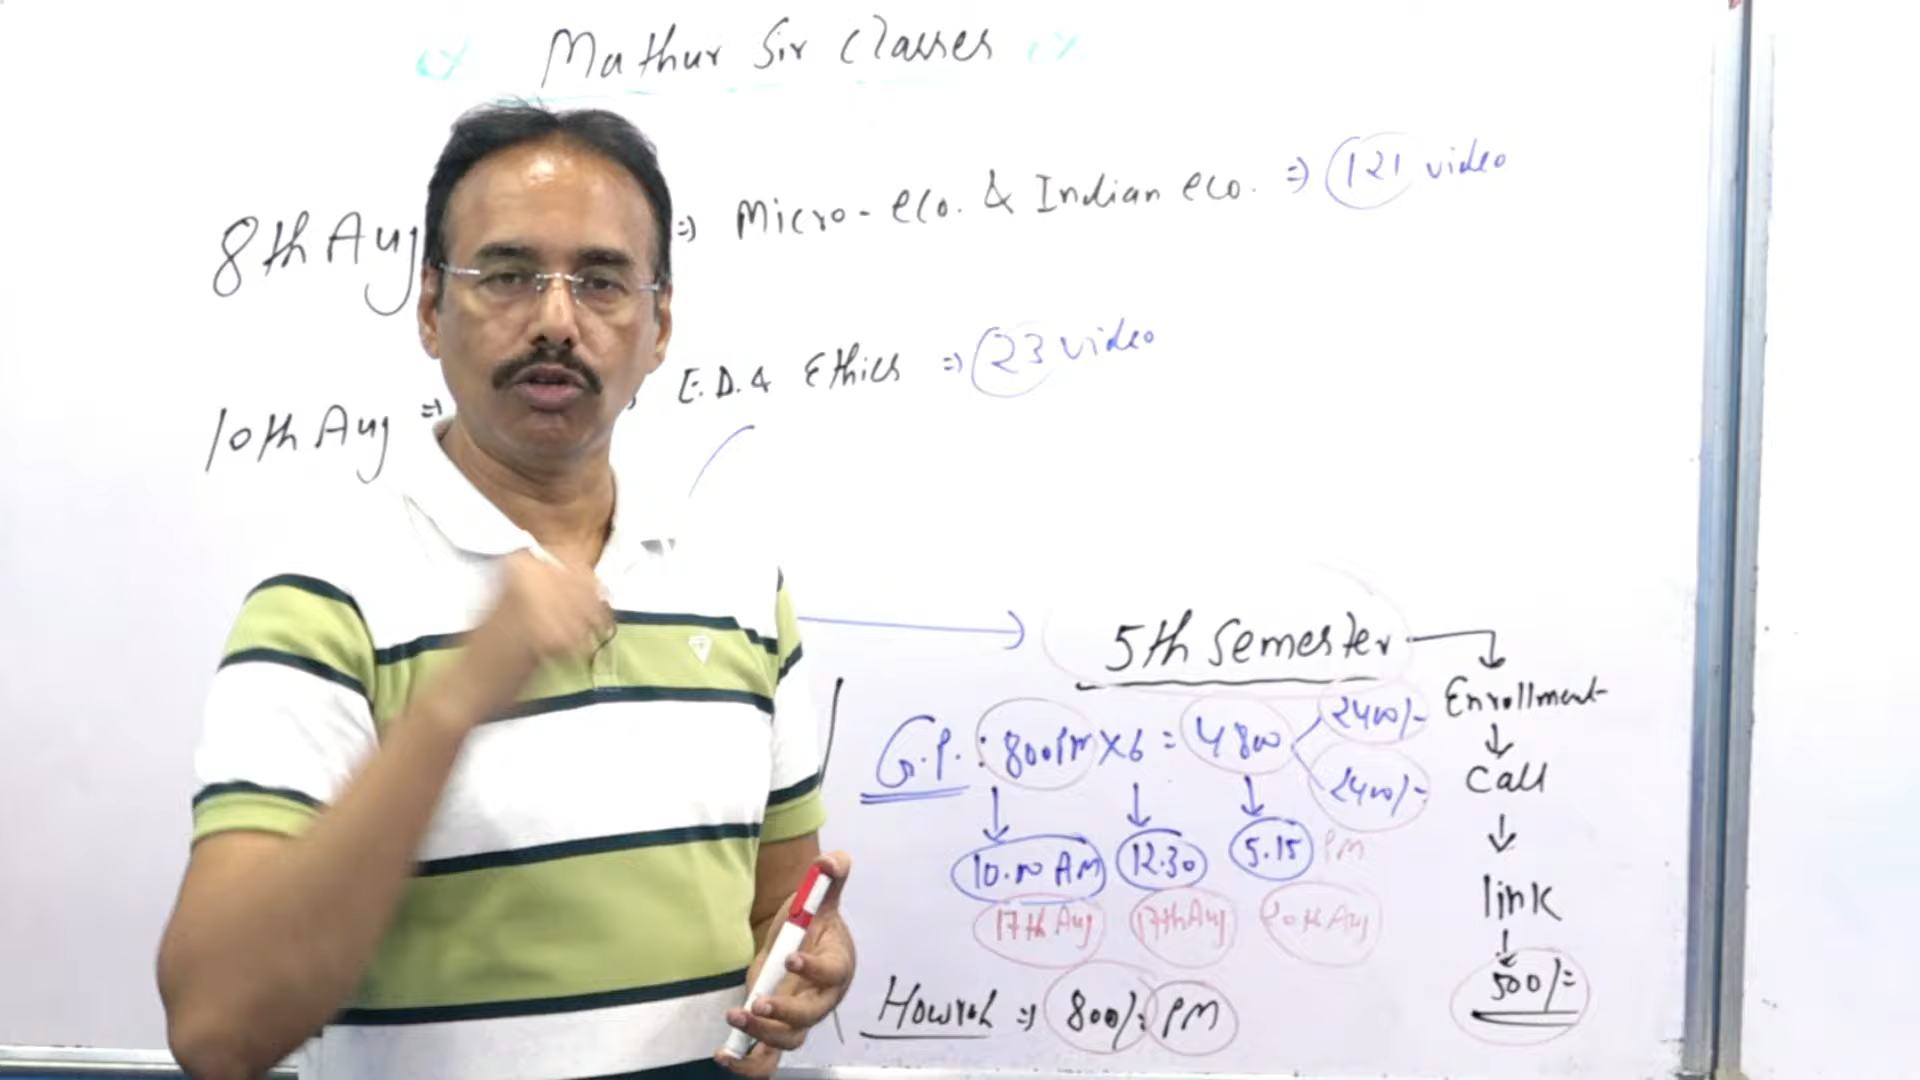 Mathur Sir Classes
8th Aug => Micro-eco. & Indian eco. => 121 video
10th Aug => E.D. & Ethics => 23 video
5th Semester
Enrollment
Call
link
500/=
G.P. : 800 PM X 6 = 4800
2400/-
2400/-
10.00 AM 12.30 5.15 PM
17th Aug 17th Aug 20th Aug
Howrah => 800/- PM